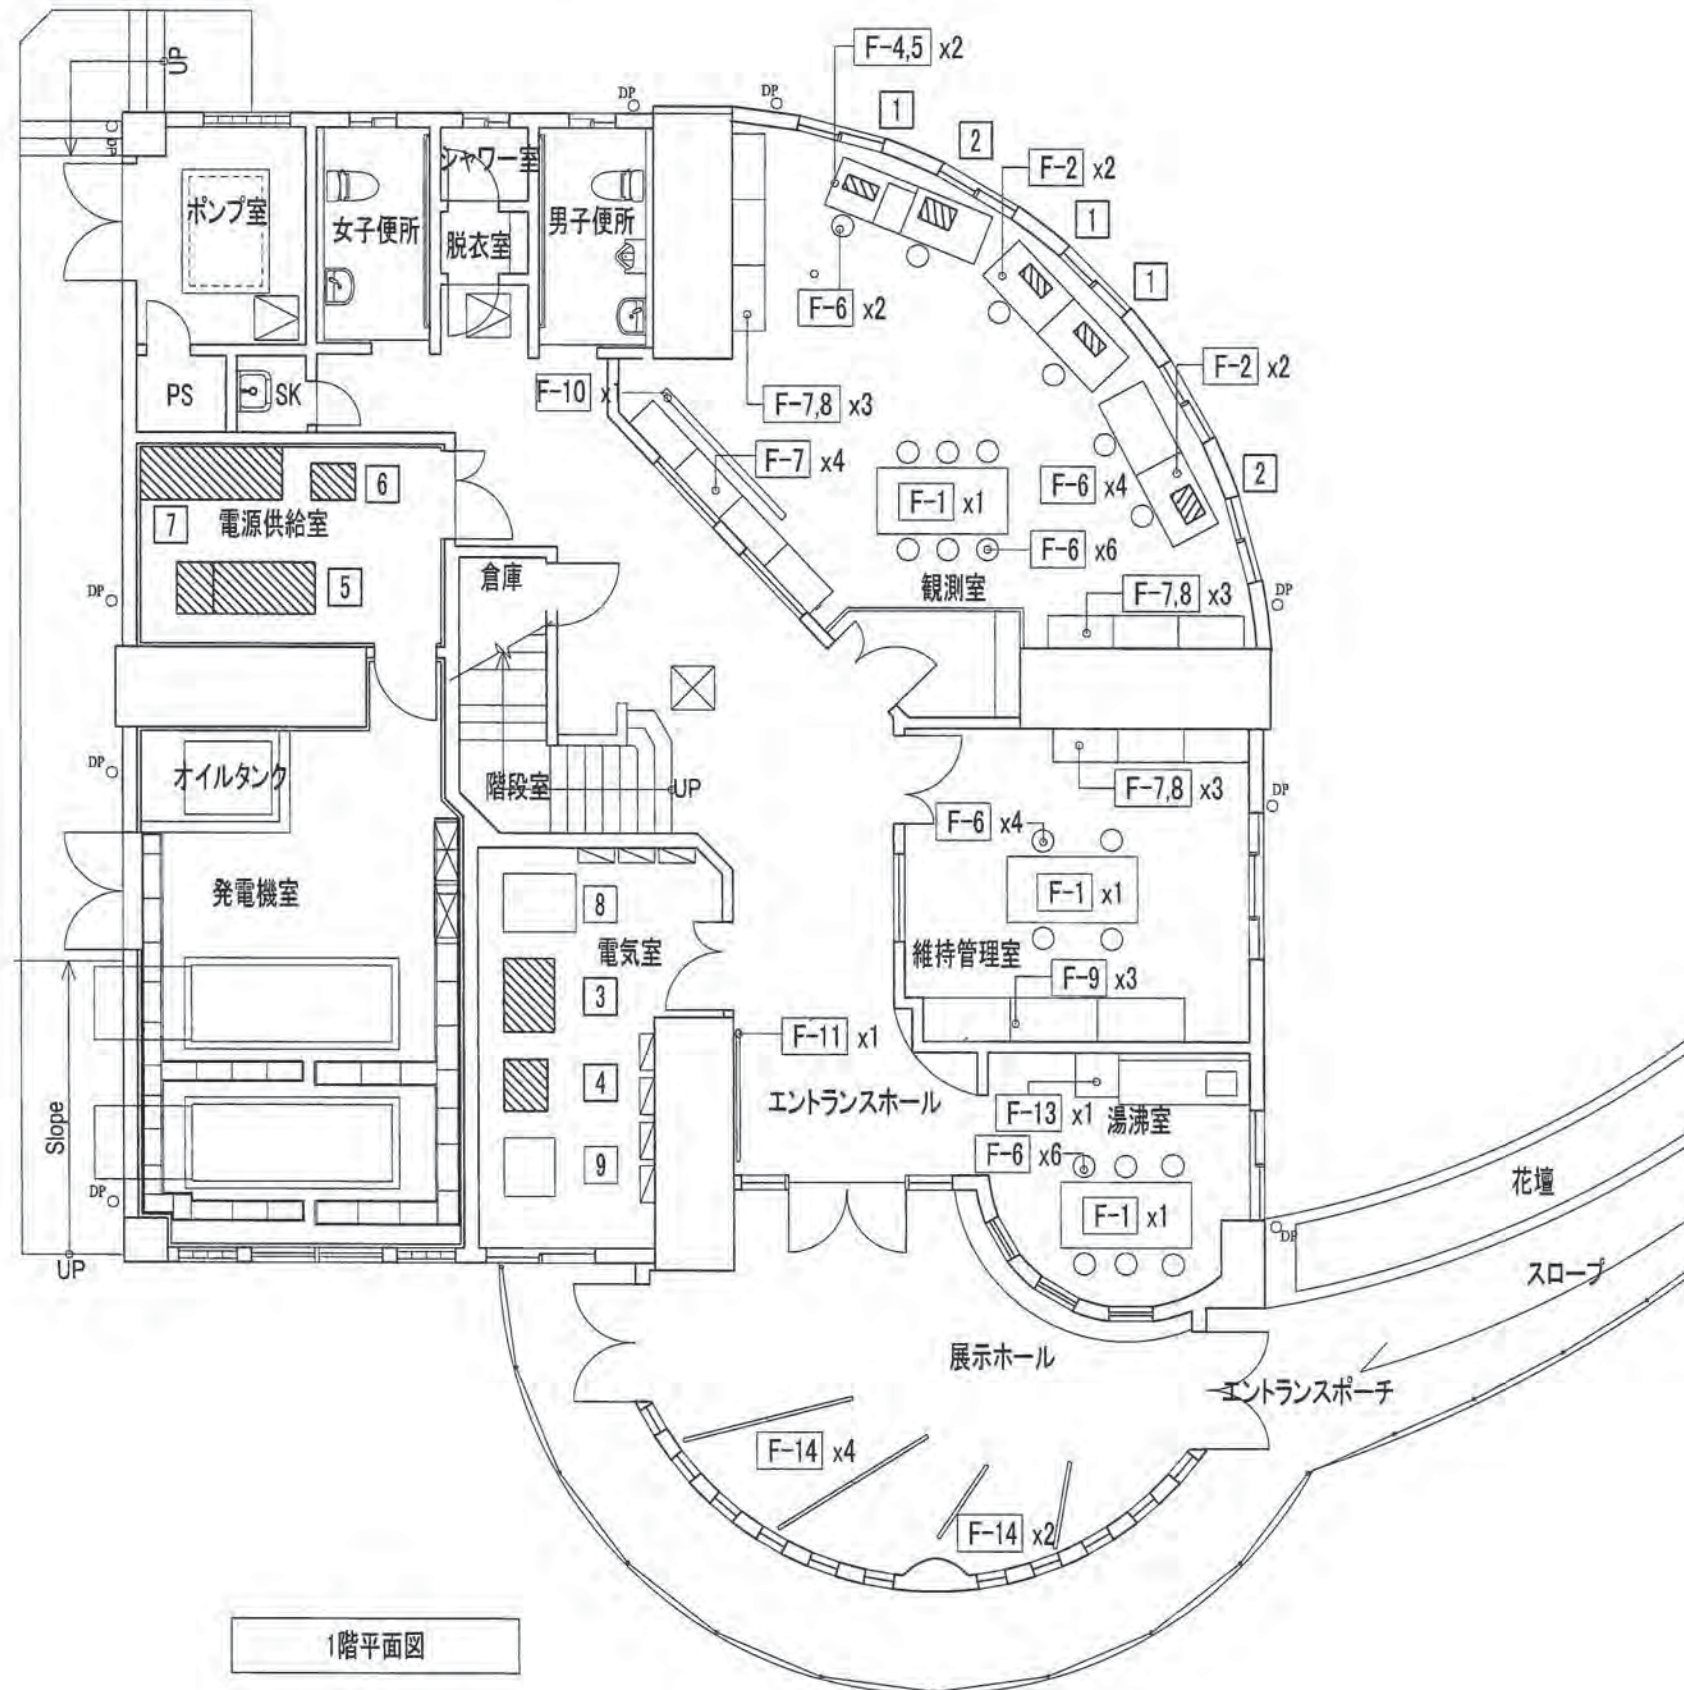 F-4,5 x2
UP
DP
DP
1
2
DP
シャワー室
F-2 x2
ポンプ室
女子便所
脱衣室
男子便所
1
1
F-6 x2
F-2 x2
PS
SK
F-10 x1
F-7,8 x3
F-7 x4
2
6
F-6 x4
F-1 x1
7
電源供給室
F-6 x6
5
倉庫
観測室
DP
F-7,8 x3
DP
オイルタンク
DP
階段室
UP
F-7,8 x3
DP
F-6 x4
発電機室
8
F-1 x1
電気室
維持管理室
F-9 x3
3
F-11 x1
4
エントランスホール
F-13 x1
湯沸室
Slope
9
F-6 x6
DP
花壇
F-1 x1
DP
UP
スロープ
展示ホール
エントランスポーチ
F-14 x4
F-14 x2
1階平面図